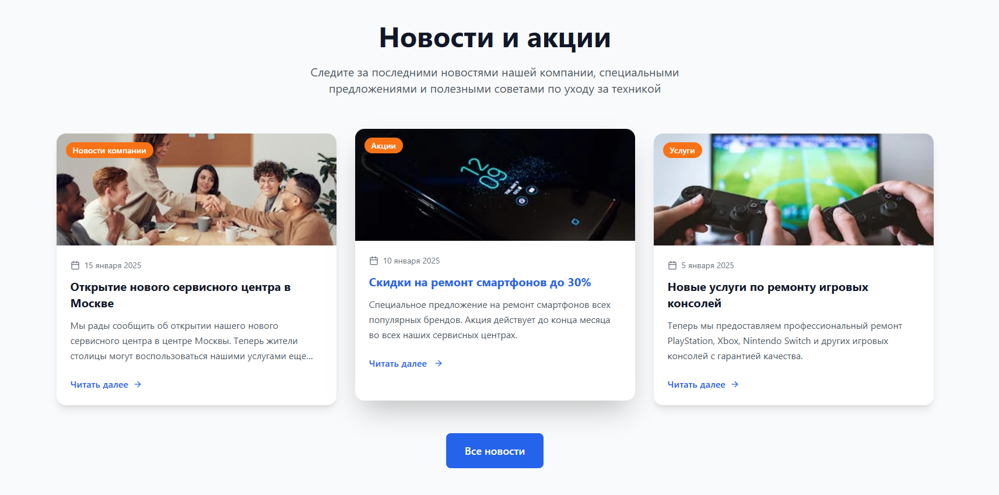 Новости и акции
Следите за последними новостями нашей компании, специальными
предложениями и полезными советами по уходу за техникой
Новости компании
15 января 2025
Открытие нового сервисного центра в
Москве
Мы рады сообщить об открытии нашего нового
сервисного центра в центре Москвы. Теперь жители
столицы могут воспользоваться нашими услугами еще...
Читать далее
Акции
12
09
10 января 2025
Скидки на ремонт смартфонов до 30%
Специальное предложение на ремонт смартфонов всех
популярных брендов. Акция действует до конца месяца
во всех наших сервисных центрах.
Читать далее
Услуги
5 января 2025
Новые услуги по ремонту игровых
консолей
Теперь мы предоставляем профессиональный ремонт
PlayStation, Xbox, Nintendo Switch и других игровых
консолей с гарантией качества.
Читать далее
Все новости